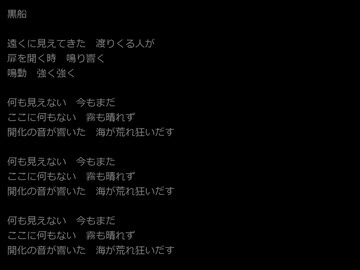 黒船
遠くに見えてきた　渡りくる人が
扉を開く時　鳴り響く
鳴動　強く強く
何も見えない　今もまだ
ここに何もない　霧も晴れず
開化の音が響いた　海が荒れ狂いだす
何も見えない　今もまた
ここに何もない　霧も晴れず
開化の音が響いた　海が荒れ狂いだす
何も見えない　今もまだ
ここに何もない　霧も晴れず
開化の音が響いた　海が荒れ狂いだす